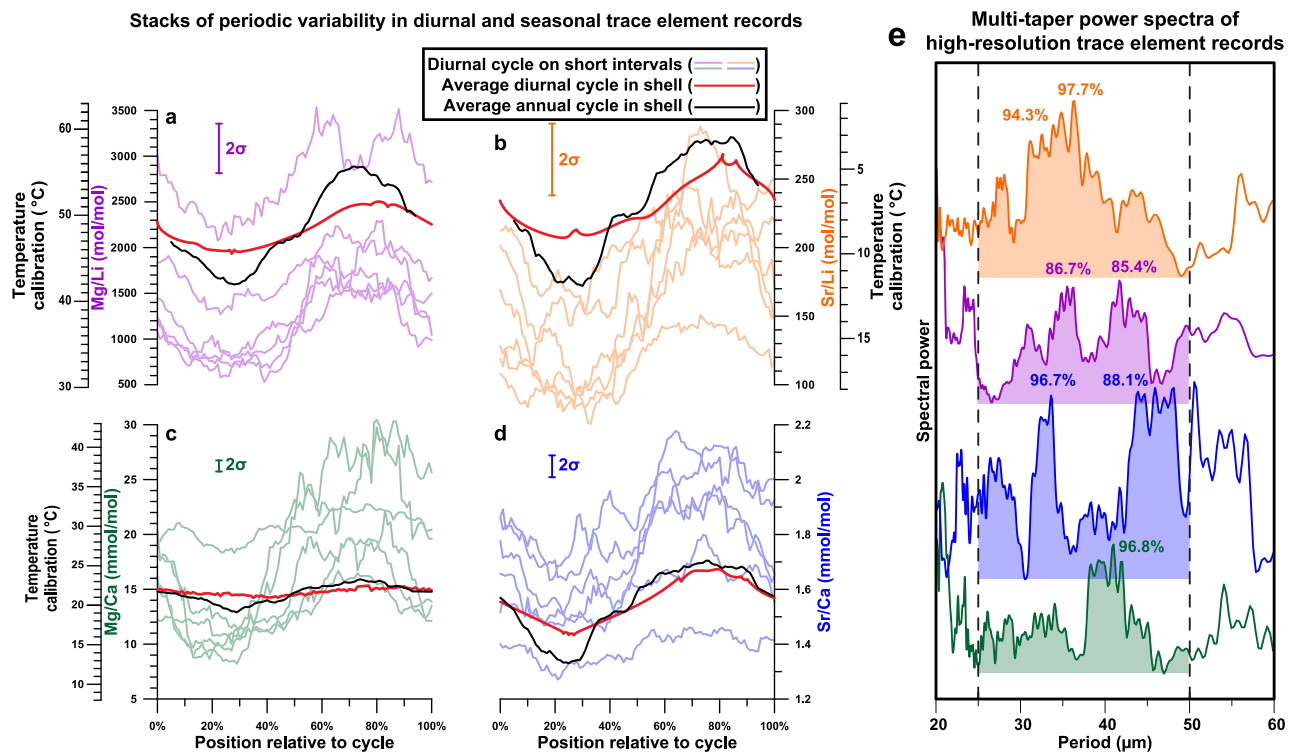 Stacks of periodic variability in diurnal and seasonal trace element records
Diurnal cycle on short intervals ( )
Average diurnal cycle in shell ( )
Average annual cycle in shell ( )
a
2σ
60
50
40
30
Temperature
calibration (°C)
Mg/Li (mol/mol)
3500
3000
2500
2000
1500
1000
500
b
2σ
300
250
200
150
100
Sr/Li (mol/mol)
Temperature
calibration (°C)
5
10
15
c
2σ
40
35
30
25
20
15
10
Temperature
calibration (°C)
Mg/Ca (mmol/mol)
30
25
20
15
10
5
0%
20%
40%
60%
80%
100%
Position relative to cycle
d
2σ
2.2
2
1.8
1.6
1.4
1.2
Sr/Ca (mmol/mol)
0%
20%
40%
60%
80%
100%
Position relative to cycle
e
Multi-taper power spectra of
high-resolution trace element records
97.7%
94.3%
86.7%
85.4%
96.7%
88.1%
96.8%
Spectral power
20
30
40
50
60
Period (µm)